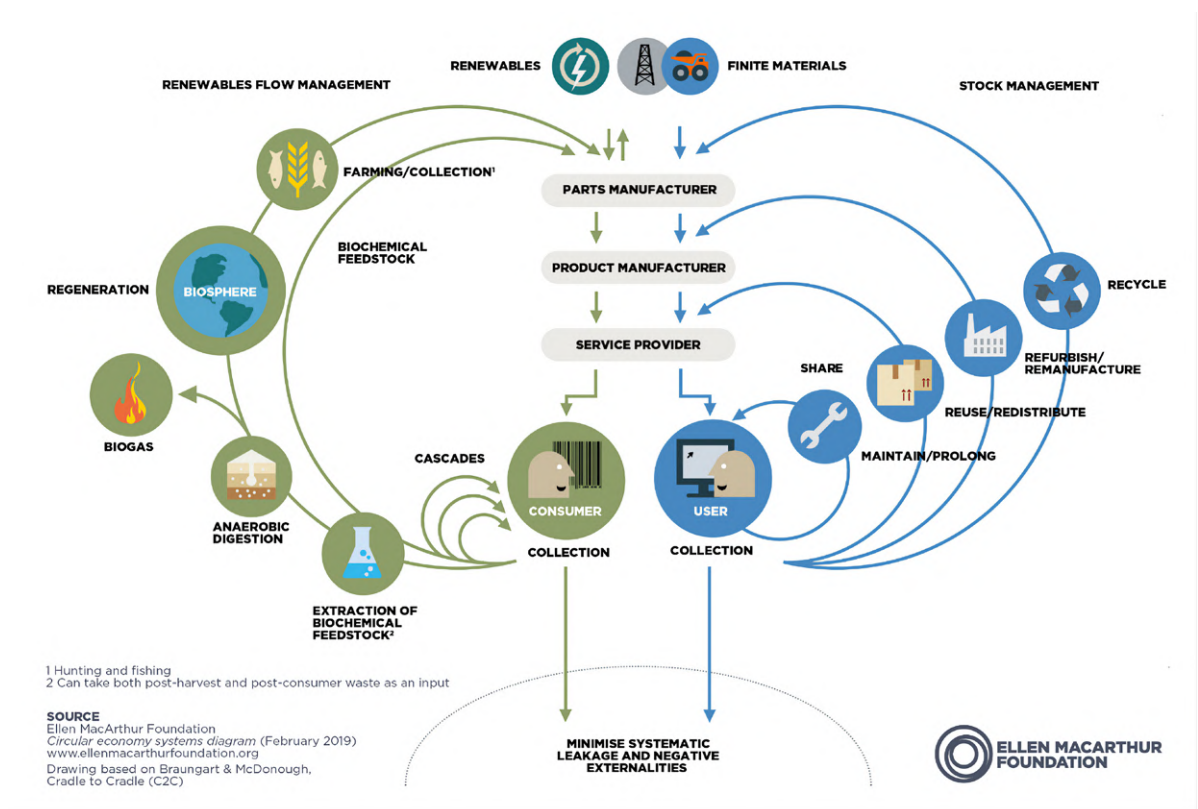 RENEWABLES
FINITE MATERIALS
RENEWABLES FLOW MANAGEMENT
STOCK MANAGEMENT
FARMING/COLLECTION¹
PARTS MANUFACTURER
BIOCHEMICAL
FEEDSTOCK
PRODUCT MANUFACTURER
REGENERATION
BIOSPHERE
RECYCLE
SERVICE PROVIDER
SHARE
REFURBISH/
REMANUFACTURE
REUSE/REDISTRIBUTE
BIOGAS
CASCADES
MAINTAIN/PROLONG
CONSUMER
USER
ANAEROBIC
DIGESTION
COLLECTION
COLLECTION
EXTRACTION OF
BIOCHEMICAL
FEEDSTOCK²
1 Hunting and fishing
2 Can take both post-harvest and post-consumer waste as an input
SOURCE
Ellen MacArthur Foundation
Circular economy systems diagram (February 2019)
www.ellenmacarthurfoundation.org
Drawing based on Braungart & McDonough,
Cradle to Cradle (C2C)
MINIMISE SYSTEMATIC
LEAKAGE AND NEGATIVE
EXTERNALITIES
ELLEN MACARTHUR
FOUNDATION